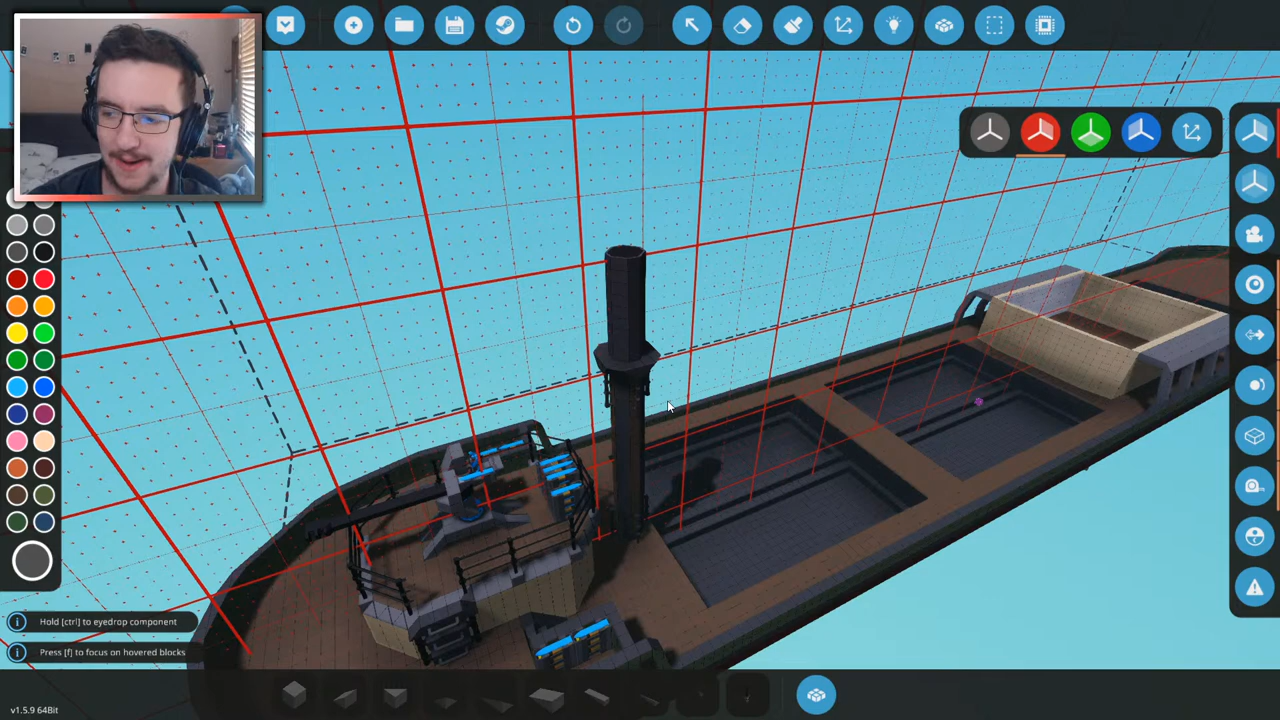 Hold [ctrl] to eyedrop component
Press [f] to focus on hovered blocks
v1.5.9 64Bit